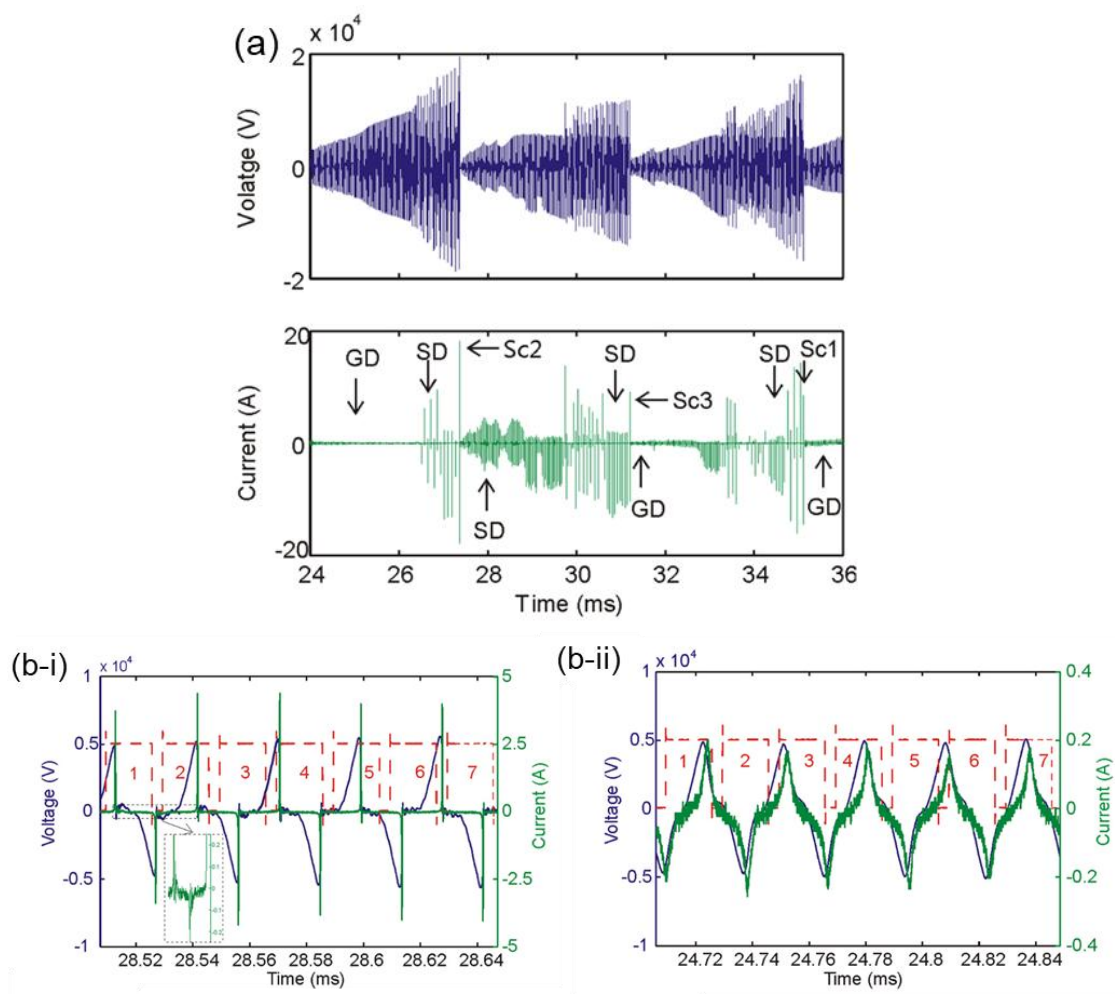 (a)
x 10⁴
2
0
-2
Volatge (V)
20
0
-20
Current (A)
GD
SD
Sc2
SD
SD
Sc3
GD
SD
Sc1
GD
24 26 28 30 32 34 36
Time (ms)
(b-i)
x 10⁴
1
0.5
0
-0.5
-1
Voltage (V)
1 2 3 4 5 6 7
5
2.5
0
-2.5
-5
Current (A)
28.52 28.54 28.56 28.58 28.6 28.62 28.64
Time (ms)
(b-ii)
x 10⁴
1
0.5
0
-0.5
-1
Voltage (V)
1 2 3 4 5 6 7
0.4
0.2
0
-0.2
-0.4
Current (A)
24.72 24.74 24.76 24.78 24.8 24.82 24.84
Time (ms)